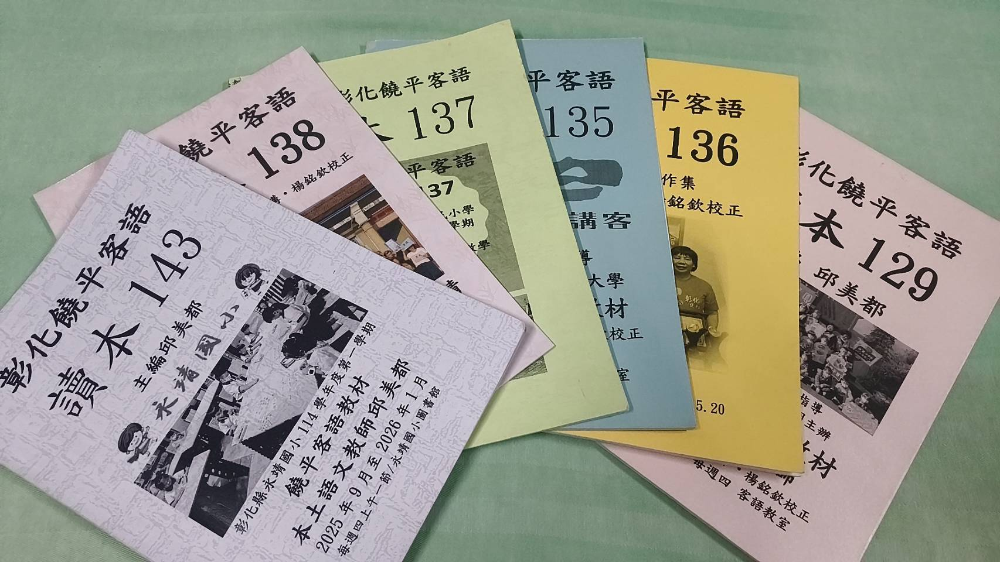 彰化饒平客語
讀本 143
主編邱美都
永靖國小
彰化縣永靖國小114學年度第一學期
饒平客語教材
本土語文教師邱美都
2025年9月至2026年1月
每週四上午一節/永靖國小圖書館
饒平客語
138
・楊銘欽校正
彰化饒平客語
本 137
平客語
137
小學
學期
教學
平客語
135
講客
導
大學
教材
校正
室
平客語
136
作集
楊銘欽校正
彰化
5.20
彰化饒平客語
本 129
邱美都
指導
主辦
教材
師
・楊銘欽校正
每週四 客語教室